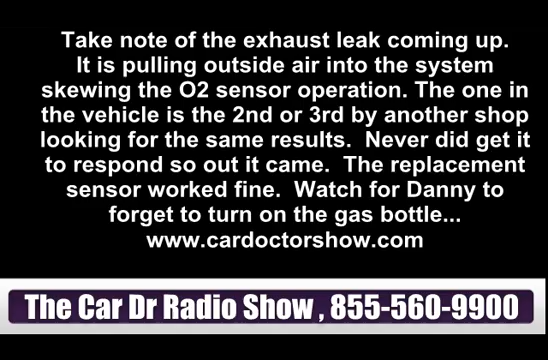 Take note of the exhaust leak coming up.
It is pulling outside air into the system
skewing the O2 sensor operation. The one in
the vehicle is the 2nd or 3rd by another shop
looking for the same results.  Never did get it
to respond so out it came.  The replacement
sensor worked fine.  Watch for Danny to
forget to turn on the gas bottle...
www.cardoctorshow.com
The Car Dr Radio Show , 855-560-9900